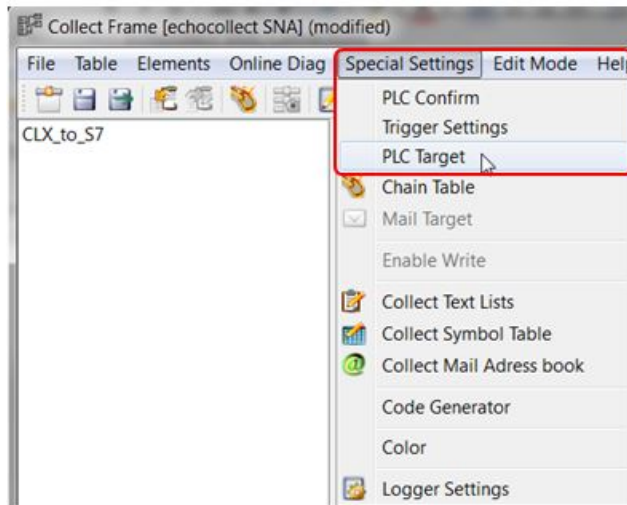 Collect Frame [echocollect SNA] (modified)
File Table Elements Online Diag Special Settings Edit Mode Help
CLX_to_S7
PLC Confirm
Trigger Settings
PLC Target
Chain Table
Mail Target
Enable Write
Collect Text Lists
Collect Symbol Table
Collect Mail Adress book
Code Generator
Color
Logger Settings